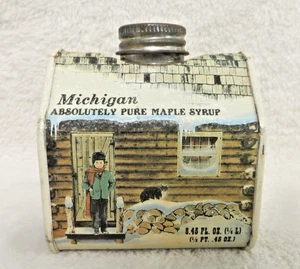 Michigan
ABSOLUTELY PURE MAPLE SYRUP
8.45 FL. OZ. (¼ L)
(½ PT. .45 OZ.)